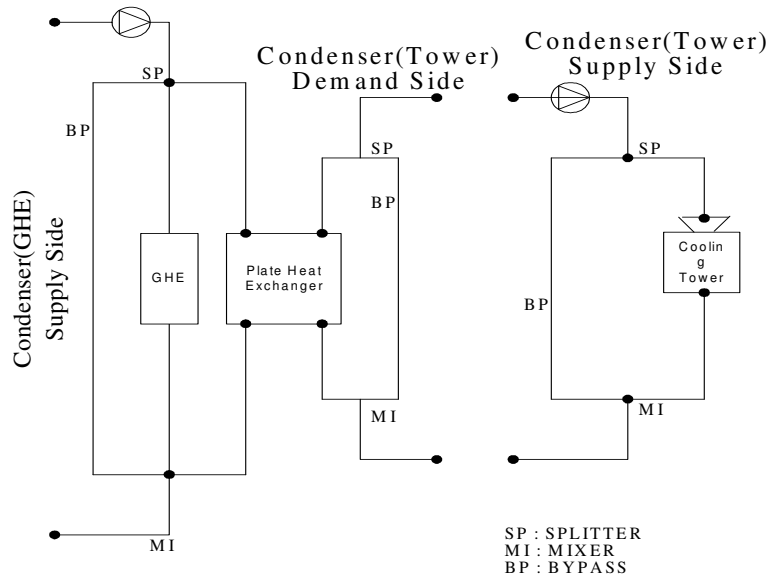 Condenser(Tower)
Demand Side
Condenser(Tower)
Supply Side
SP
BP
Condenser(GHE)
Supply Side
GHE
Plate Heat
Exchanger
SP
BP
MI
MI
SP
BP
Coolin
g
Tower
MI
SP : SPLITTER
MI : MIXER
BP : BYPASS